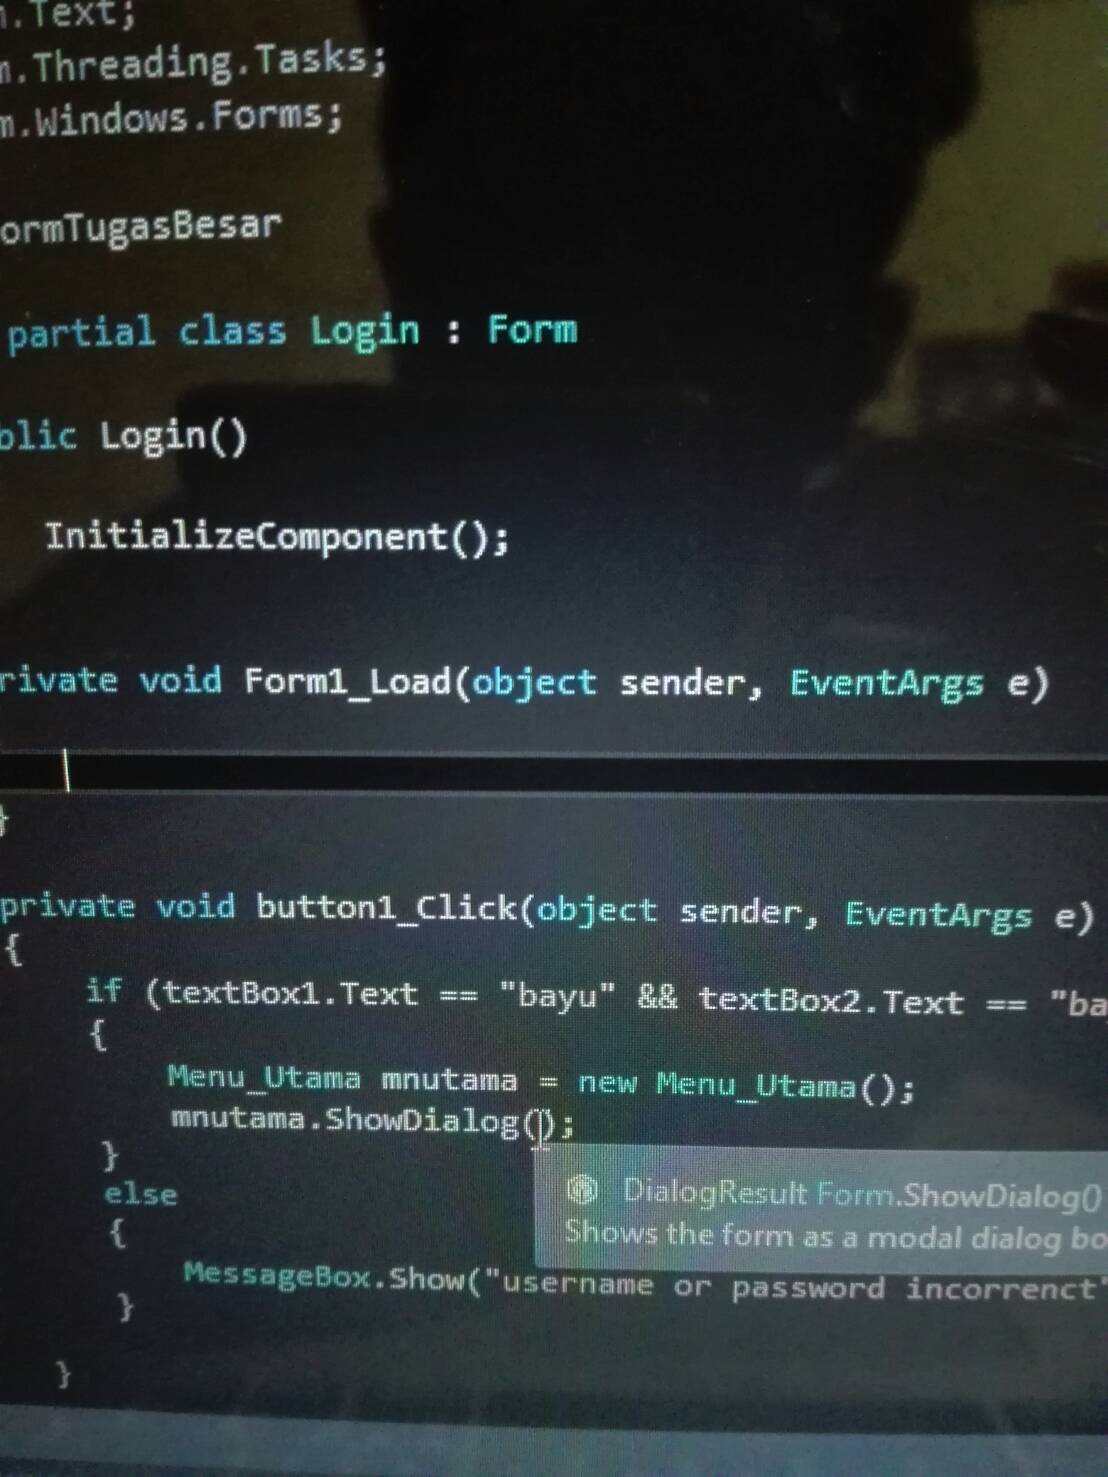 .Text;
.Threading.Tasks;
m.Windows.Forms;
ormTugasBesar
partial class Login : Form
blic Login()
InitializeComponent();
rivate void Form1_Load(object sender, EventArgs e)
}
private void button1_Click(object sender, EventArgs e)
{
if (textBox1.Text == "bayu" && textBox2.Text == "ba
{
Menu_Utama mnutama = new Menu_Utama();
mnutama.ShowDialog();
}
else
DialogResult Form.ShowDialog()
{
Shows the form as a modal dialog bo
MessageBox.Show("username or password incorrenct"
}
}